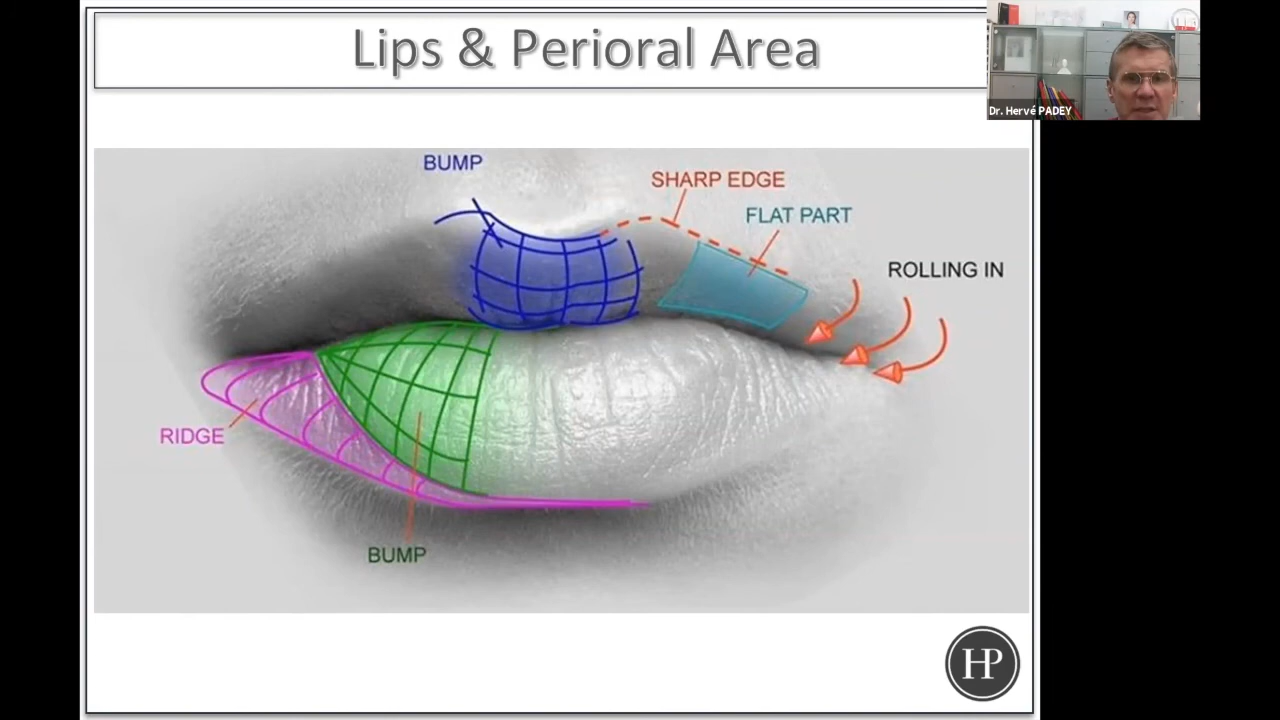 Lips & Perioral Area
Dr. Hervé PADEY
BUMP
SHARP EDGE
FLAT PART
ROLLING IN
RIDGE
BUMP
HP